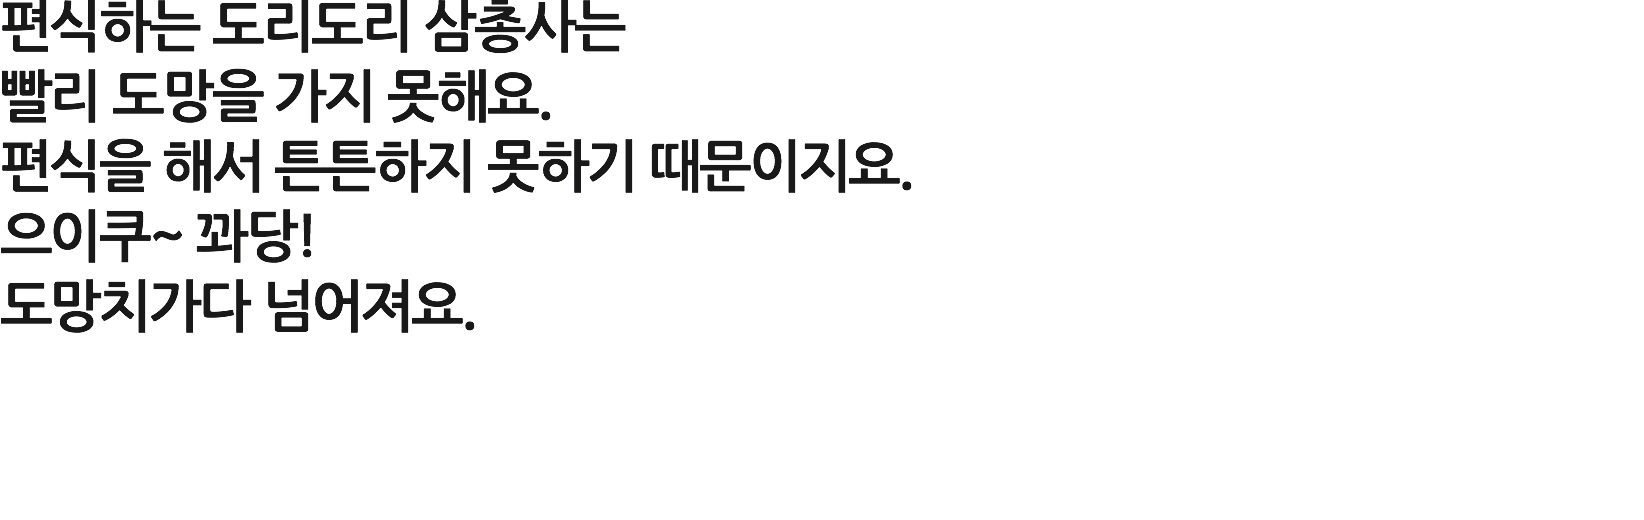 편식하는 도리도리 삼총사는
빨리 도망을 가지 못해요.
편식을 해서 튼튼하지 못하기 때문이지요.
으이쿠~ 꽈당!
도망치가다 넘어져요.